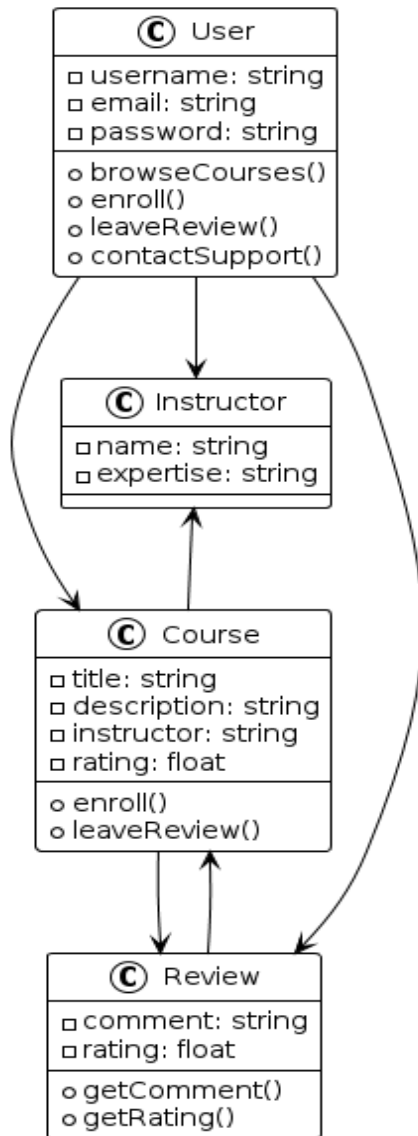 C User
username: string
email: string
password: string
browseCourses()
enroll()
leaveReview()
contactSupport()
C Instructor
name: string
expertise: string
C Course
title: string
description: string
instructor: string
rating: float
enroll()
leaveReview()
C Review
comment: string
rating: float
getComment()
getRating()